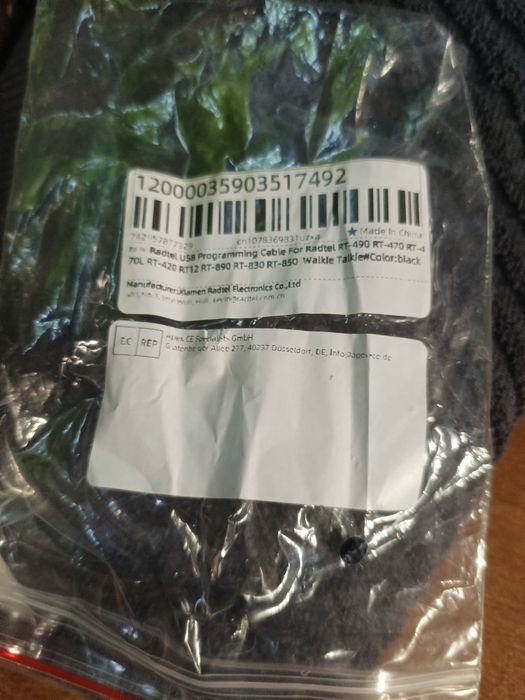 12000035903517492
★ Made In China
Radtel USB Programming Cable For Radtel RT-490 RT-470 RT-4
70L RT-420 RT12 RT-890 RT-830 RT-850 Walkie Talkie#Color:black
Manufacturer:Xiamen Radtel Electronics Co.,Ltd
EC REP
CE Specialists GmbH
Allee 277, 40237 Düsseldorf, DE,